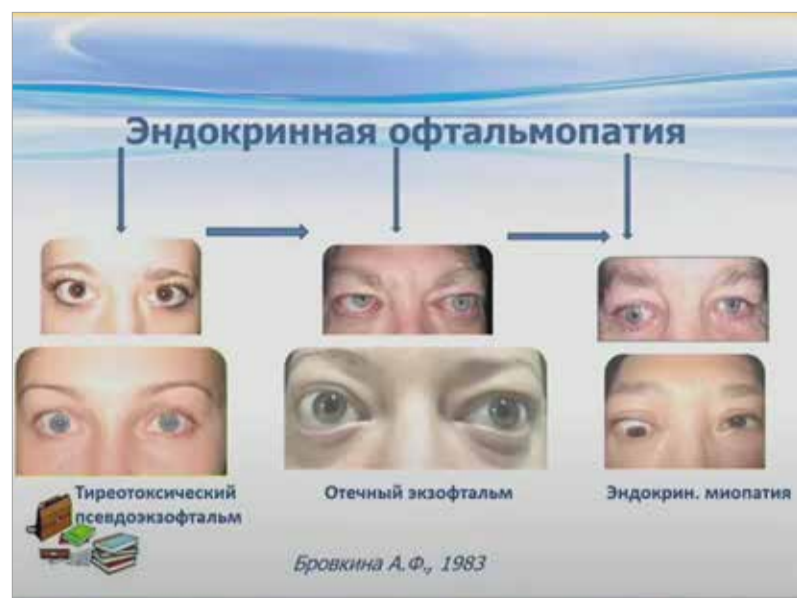 Эндокринная офтальмопатия
Тиреотоксический
псевдоэкзофтальм
Отечный экзофтальм
Эндокрин. миопатия
Бровкина А.Ф., 1983